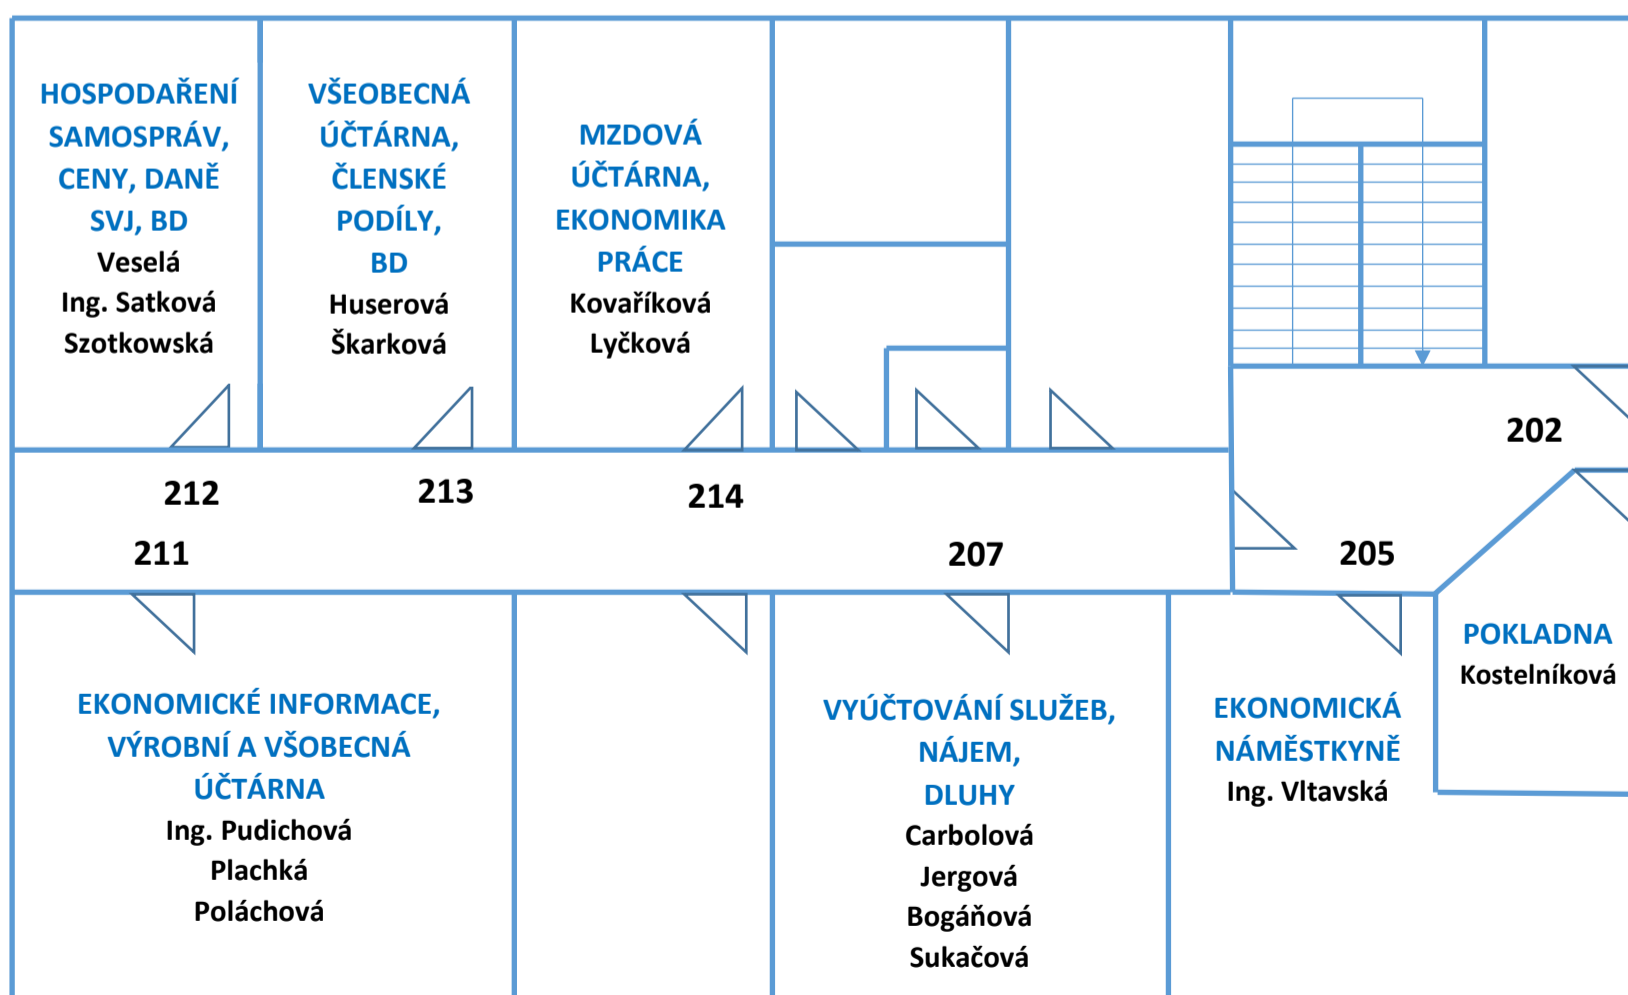 HOSPODAŘENÍ
SAMOSPRÁV,
CENY, DANĚ
SVJ, BD
Veselá
Ing. Satková
Szotkowská
VŠEOBECNÁ
ÚČTÁRNA,
ČLENSKÉ
PODÍLY,
BD
Huserová
Škarková
MZDOVÁ
ÚČTÁRNA,
EKONOMIKA
PRÁCE
Kovaříková
Lyčková
202
212
213
214
211
207
205
EKONOMICKÉ INFORMACE,
VÝROBNÍ A VŠOBECNÁ
ÚČTÁRNA
Ing. Pudichová
Plachká
Poláchová
VYÚČTOVÁNÍ SLUŽEB,
NÁJEM,
DLUHY
Carbolová
Jergová
Bogáňová
Sukačová
EKONOMICKÁ
NÁMĚSTKYNĚ
Ing. Vltavská
POKLADNA
Kostelníková